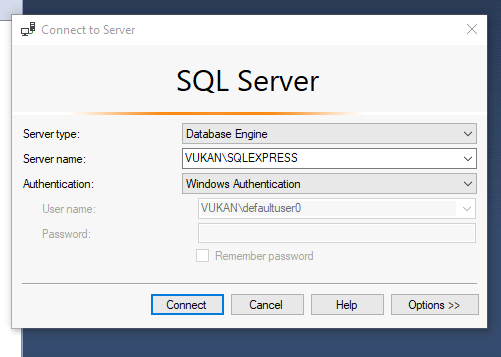 Connect to Server
SQL Server
Server type: Database Engine
Server name: VUKAN\SQLEXPRESS
Authentication: Windows Authentication
User name: VUKAN\defaultuser0
Password:
Remember password
Connect Cancel Help Options >>